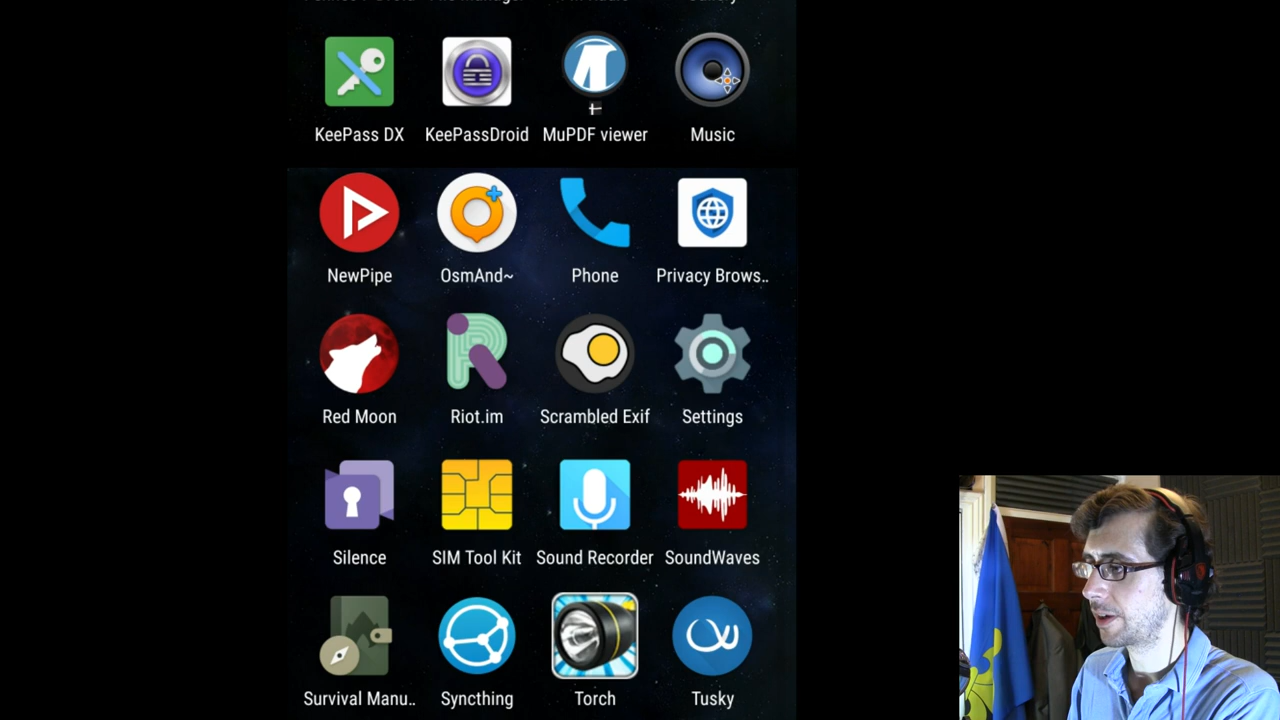 KeePass DX KeePassDroid MuPDF viewer Music
NewPipe OsmAnd~ Phone Privacy Brows..
Red Moon Riot.im Scrambled Exif Settings
Silence SIM Tool Kit Sound Recorder SoundWaves
Survival Manu.. Syncthing Torch Tusky